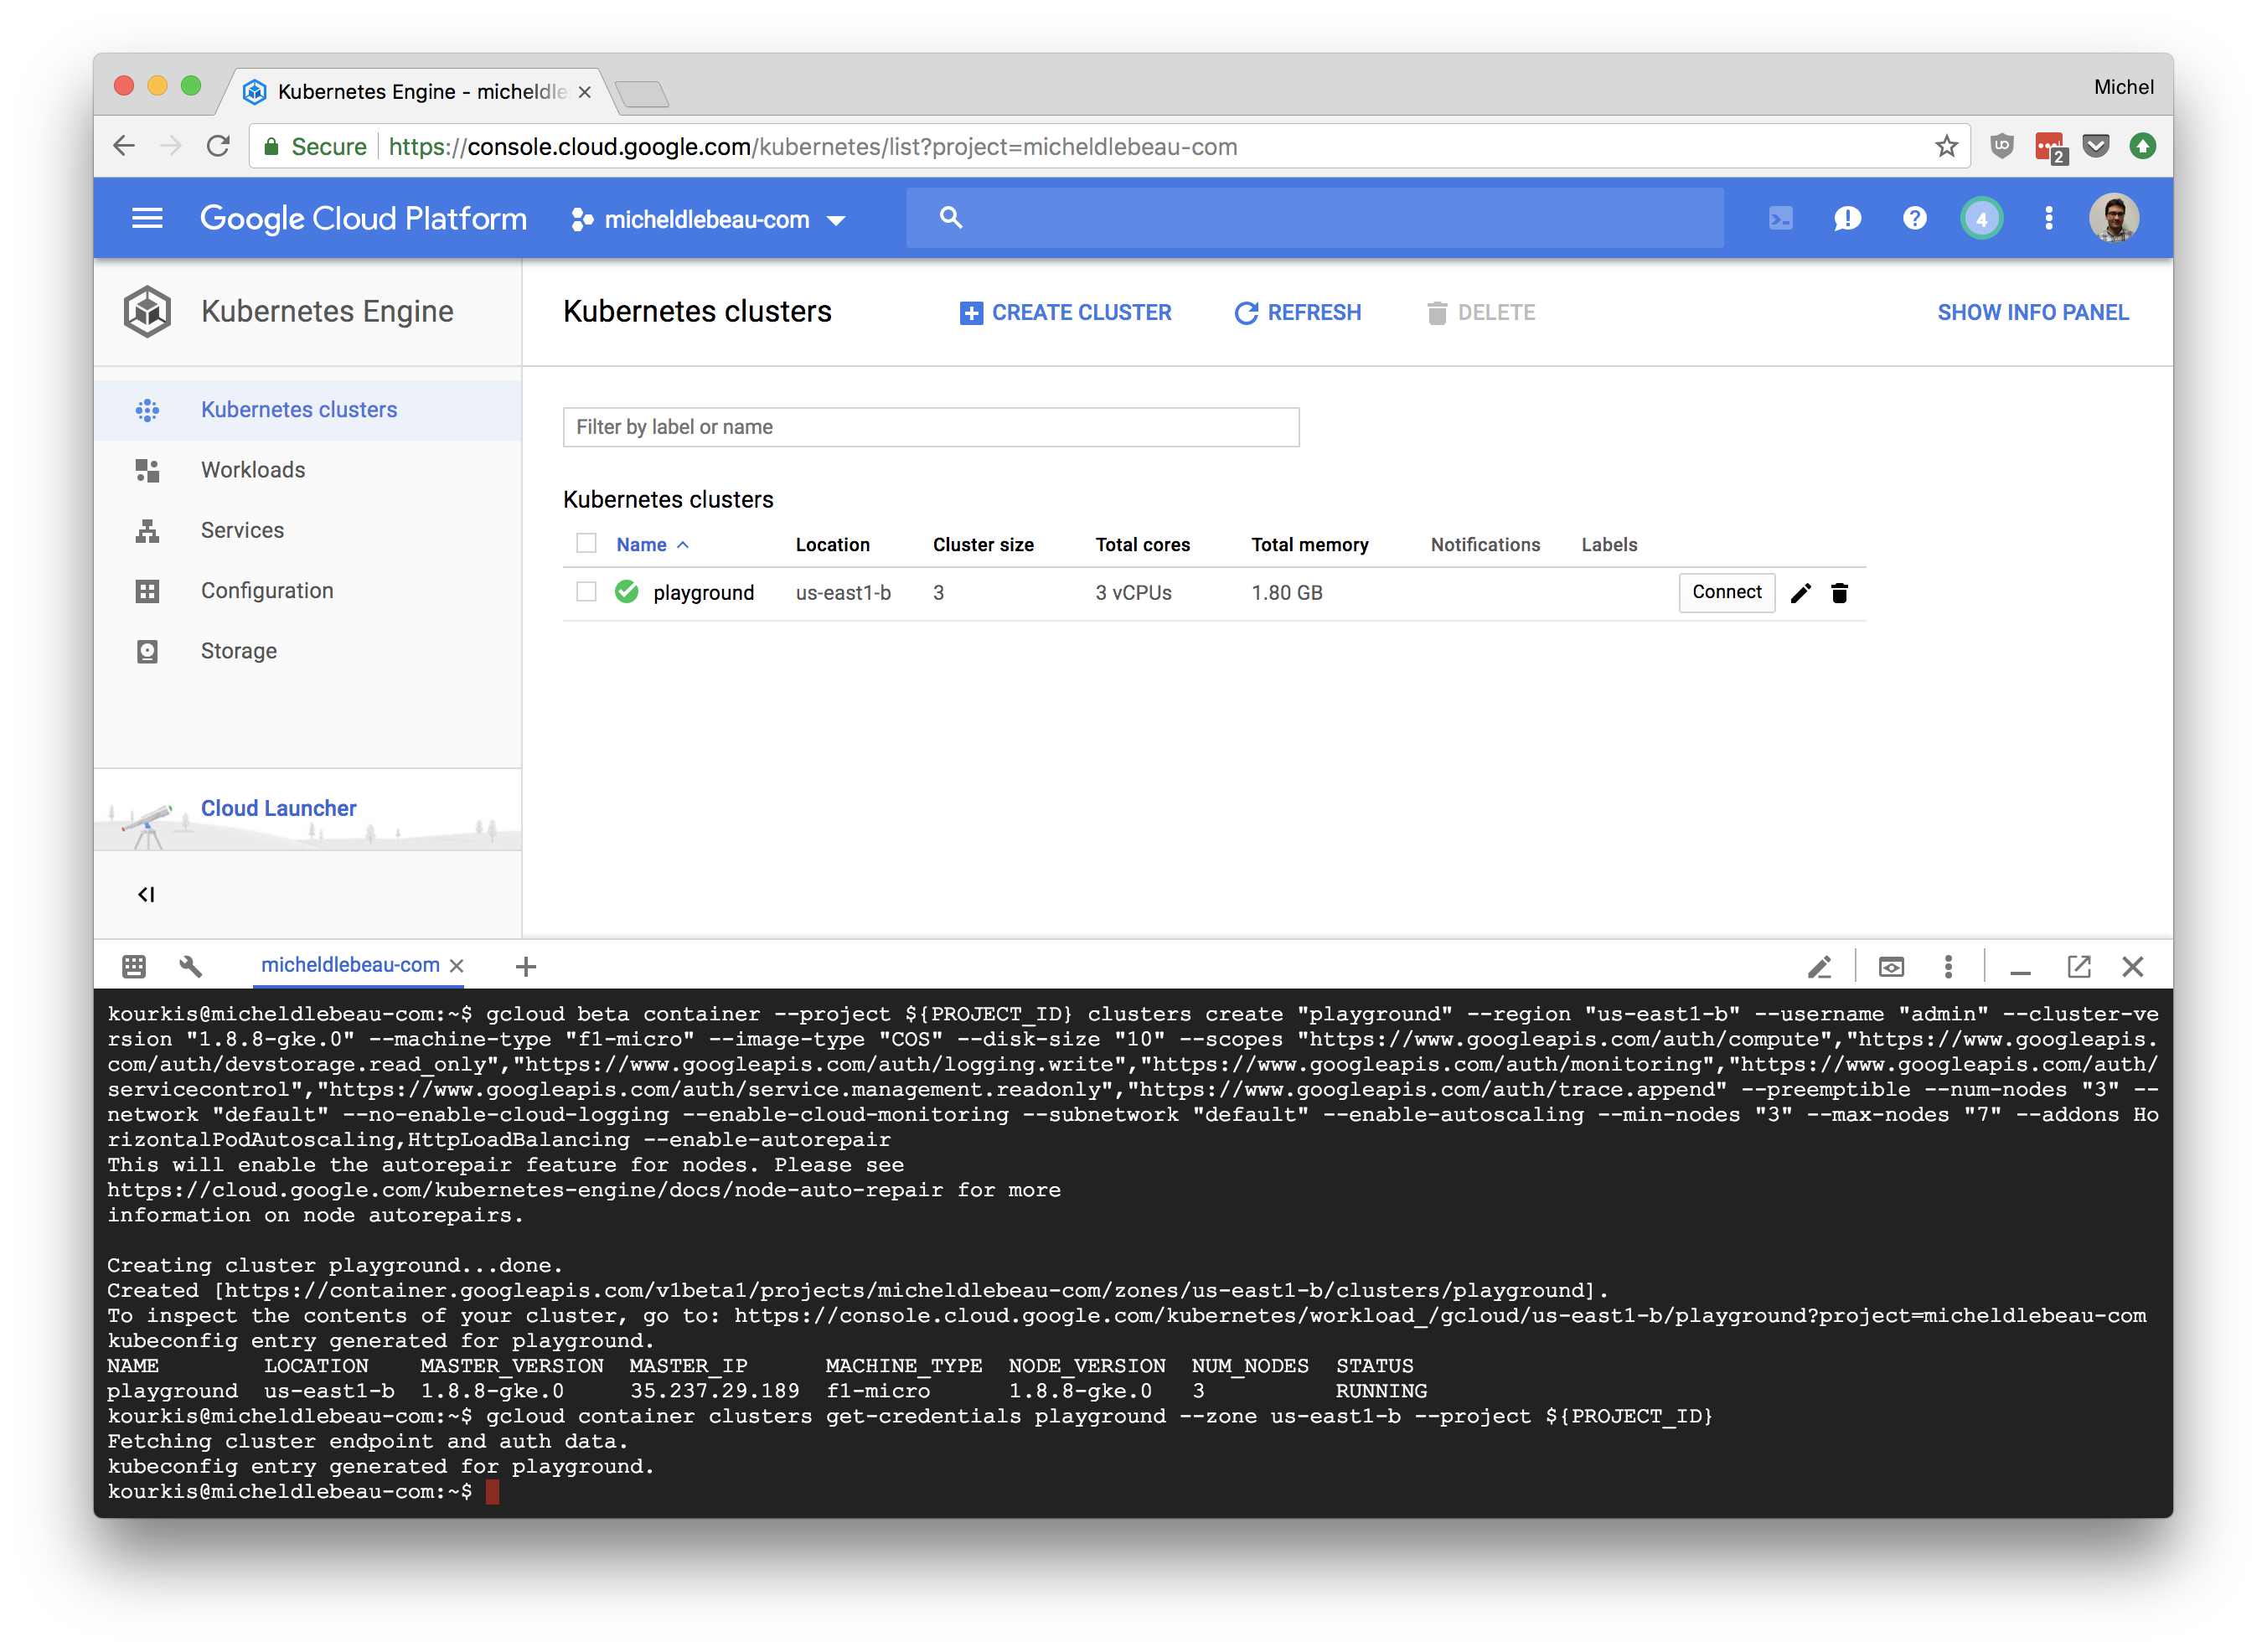 Kubernetes Engine - micheldle
Michel
Secure https://console.cloud.google.com/kubernetes/list?project=micheldlebeau-com
2
Google Cloud Platform micheldlebeau-com
4
Kubernetes Engine
Kubernetes clusters CREATE CLUSTER REFRESH DELETE SHOW INFO PANEL
Kubernetes clusters
Workloads
Services
Configuration
Storage
Cloud Launcher
Filter by label or name
Kubernetes clusters
Name Location Cluster size Total cores Total memory Notifications Labels
playground us-east1-b 3 3 vCPUs 1.80 GB Connect
micheldlebeau-com
kourkis@micheldlebeau-com:~$ gcloud beta container --project ${PROJECT_ID} clusters create "playground" --region "us-east1-b" --username "admin" --cluster-ve
rsion "1.8.8-gke.0" --machine-type "f1-micro" --image-type "COS" --disk-size "10" --scopes "https://www.googleapis.com/auth/compute","https://www.googleapis.
com/auth/devstorage.read_only","https://www.googleapis.com/auth/logging.write","https://www.googleapis.com/auth/monitoring","https://www.googleapis.com/auth/
servicecontrol","https://www.googleapis.com/auth/service.management.readonly","https://www.googleapis.com/auth/trace.append" --preemptible --num-nodes "3" --
network "default" --no-enable-cloud-logging --enable-cloud-monitoring --subnetwork "default" --enable-autoscaling --min-nodes "3" --max-nodes "7" --addons Ho
rizontalPodAutoscaling,HttpLoadBalancing --enable-autorepair
This will enable the autorepair feature for nodes. Please see
https://cloud.google.com/kubernetes-engine/docs/node-auto-repair for more
information on node autorepairs.
Creating cluster playground...done.
Created [https://container.googleapis.com/v1beta1/projects/micheldlebeau-com/zones/us-east1-b/clusters/playground].
To inspect the contents of your cluster, go to: https://console.cloud.google.com/kubernetes/workload_/gcloud/us-east1-b/playground?project=micheldlebeau-com
kubeconfig entry generated for playground.
NAME LOCATION MASTER_VERSION MASTER_IP MACHINE_TYPE NODE_VERSION NUM_NODES STATUS
playground us-east1-b 1.8.8-gke.0 35.237.29.189 f1-micro 1.8.8-gke.0 3 RUNNING
kourkis@micheldlebeau-com:~$ gcloud container clusters get-credentials playground --zone us-east1-b --project ${PROJECT_ID}
Fetching cluster endpoint and auth data.
kubeconfig entry generated for playground.
kourkis@micheldlebeau-com:~$